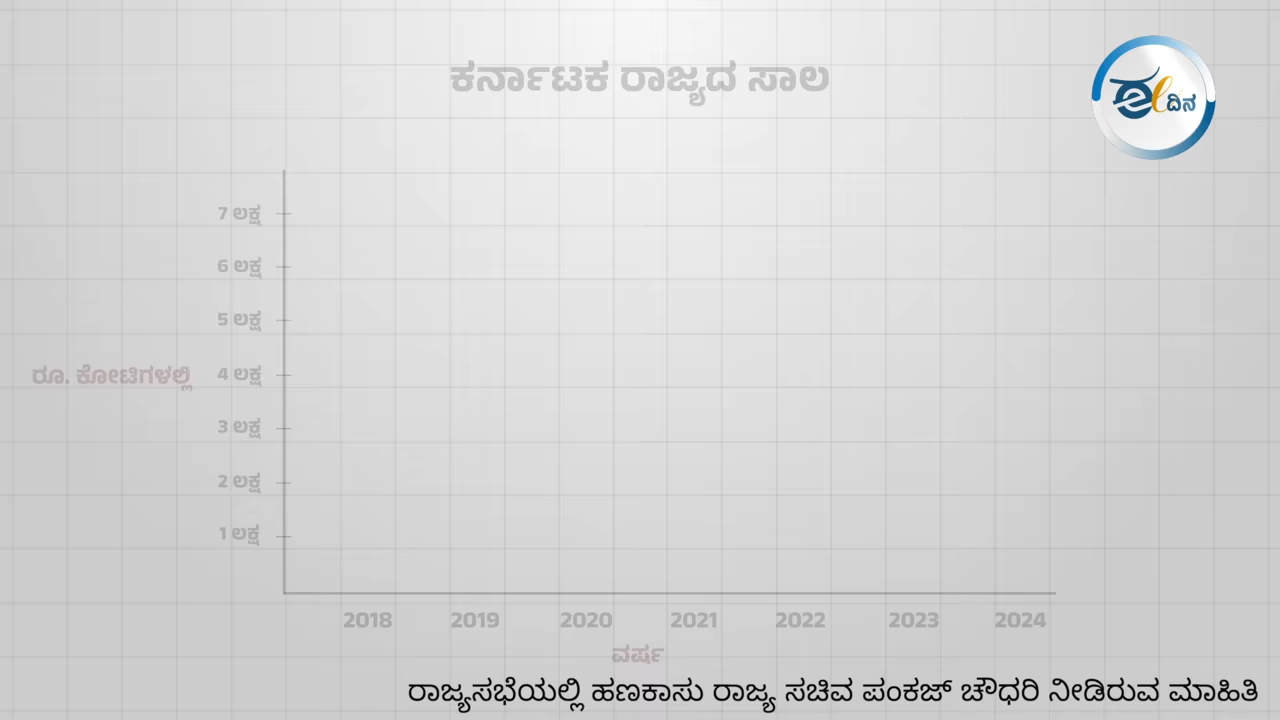 ಕರ್ನಾಟಕ ರಾಜ್ಯದ ಸಾಲ
ಈ ದಿನ
7 ಲಕ್ಷ
6 ಲಕ್ಷ
5 ಲಕ್ಷ
ರೂ. ಕೋಟಿಗಳಲ್ಲಿ
4 ಲಕ್ಷ
3 ಲಕ್ಷ
2 ಲಕ್ಷ
1 ಲಕ್ಷ
2018 2019 2020 2021 2022 2023 2024
ವರ್ಷ
ರಾಜ್ಯಸಭೆಯಲ್ಲಿ ಹಣಕಾಸು ರಾಜ್ಯ ಸಚಿವ ಪಂಕಜ್ ಚೌಧರಿ ನೀಡಿರುವ ಮಾಹಿತಿ